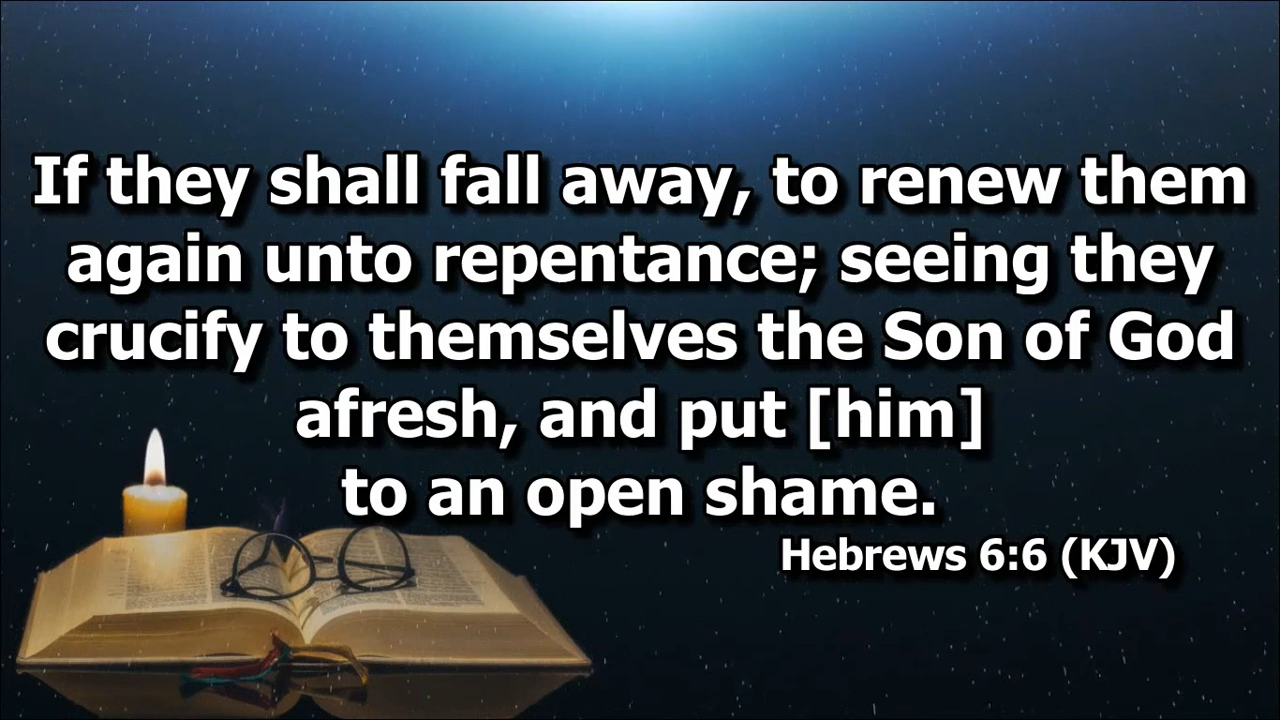 If they shall fall away, to renew them
again unto repentance; seeing they
crucify to themselves the Son of God
afresh, and put [him]
to an open shame.
Hebrews 6:6 (KJV)